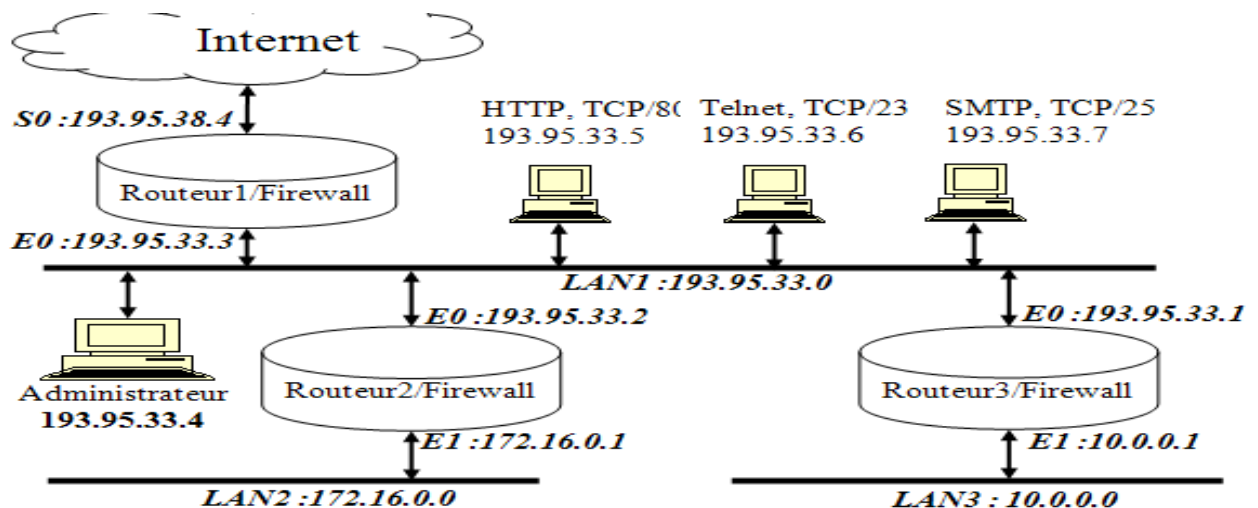 Internet
S0 :193.95.38.4
HTTP, TCP/80
193.95.33.5
Telnet, TCP/23
193.95.33.6
SMTP, TCP/25
193.95.33.7
Routeur1/Firewall
E0 :193.95.33.3
LAN1 :193.95.33.0
E0 :193.95.33.2
E0 :193.95.33.1
Administrateur
193.95.33.4
Routeur2/Firewall
Routeur3/Firewall
E1 :172.16.0.1
E1 :10.0.0.1
LAN2 :172.16.0.0
LAN3 : 10.0.0.0